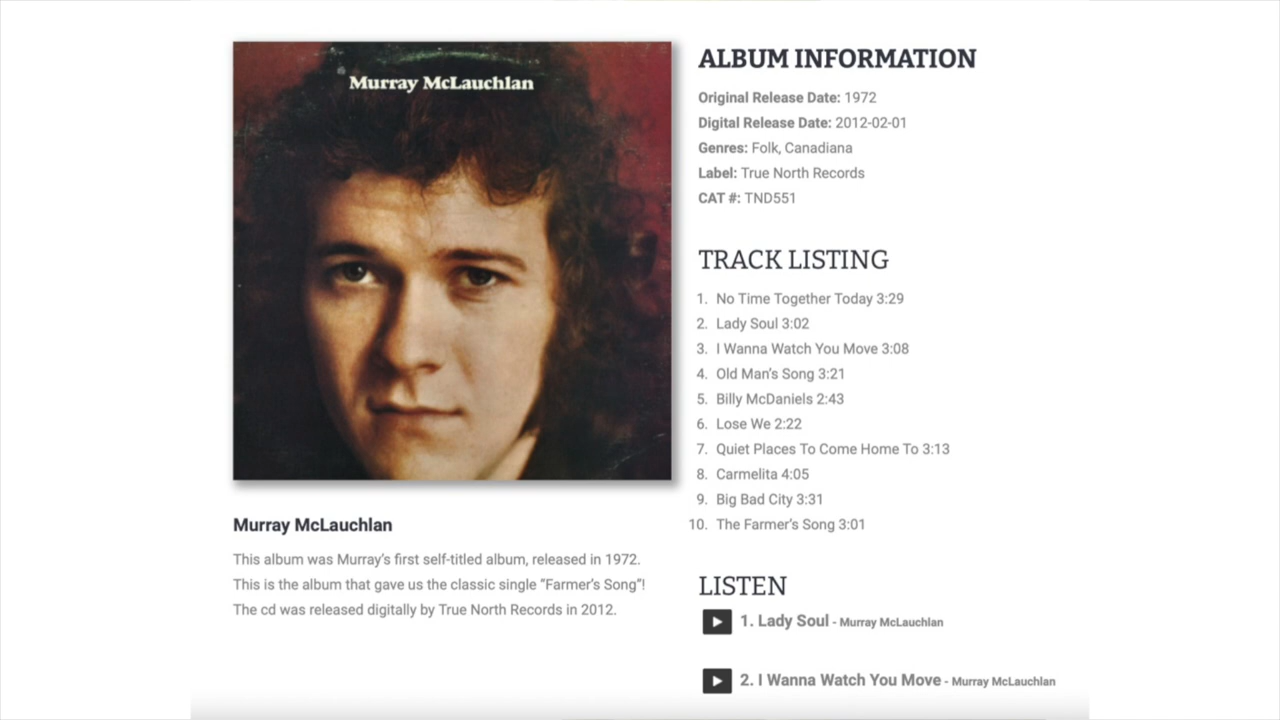 Murray McLauchlan
Murray McLauchlan
This album was Murray’s first self-titled album, released in 1972.
This is the album that gave us the classic single “Farmer’s Song”!
The cd was released digitally by True North Records in 2012.
ALBUM INFORMATION
Original Release Date: 1972
Digital Release Date: 2012-02-01
Genres: Folk, Canadiana
Label: True North Records
CAT #: TND551
TRACK LISTING
1. No Time Together Today 3:29
2. Lady Soul 3:02
3. I Wanna Watch You Move 3:08
4. Old Man’s Song 3:21
5. Billy McDaniels 2:43
6. Lose We 2:22
7. Quiet Places To Come Home To 3:13
8. Carmelita 4:05
9. Big Bad City 3:31
10. The Farmer’s Song 3:01
LISTEN
1. Lady Soul - Murray McLauchlan
2. I Wanna Watch You Move - Murray McLauchlan